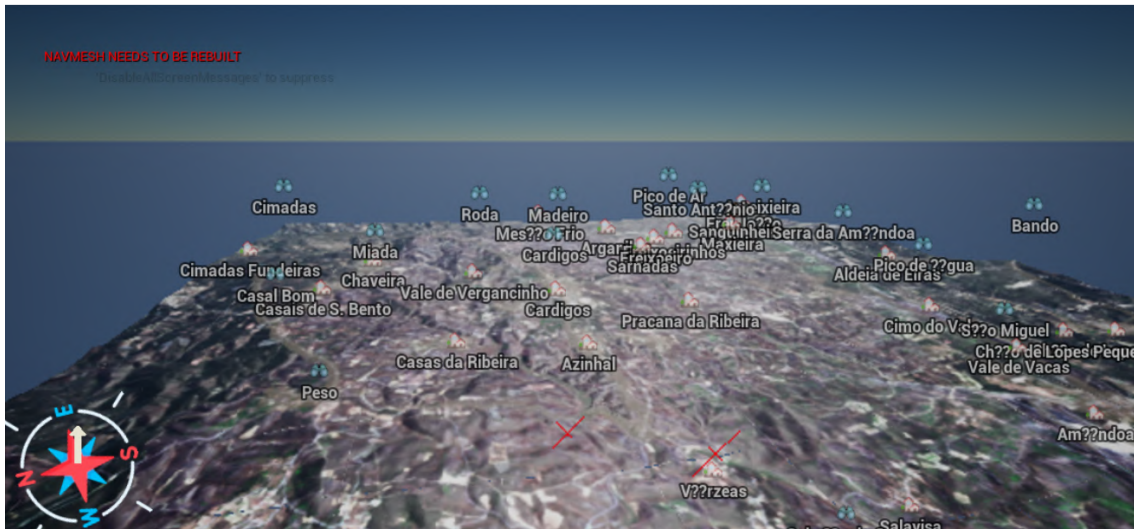 NAVMESH NEEDS TO BE REBUILT
'DisableAllScreenMessages' to suppress
Pico de Ar
Cimadas
Roda
Madeiro
Santo Ant??nio
Bando
Mes??o Frio
Serra da Am??ndoa
Miada
Cardigos
Maxieira
Cimadas Fundeiras
Sarnadas
Pico de ??gua
Aldeia de Eiras
Chaveira
Vale de Vergancinho
Casal Bom
Casais de S. Bento
Cardigos
Pracana da Ribeira
Cimo do
S??o Miguel
Casas da Ribeira
Azinhal
Ch??o de Lopes Peque
Vale de Vacas
Peso
Am??ndoa
V??rzeas
Salavisa
E
N
S
W